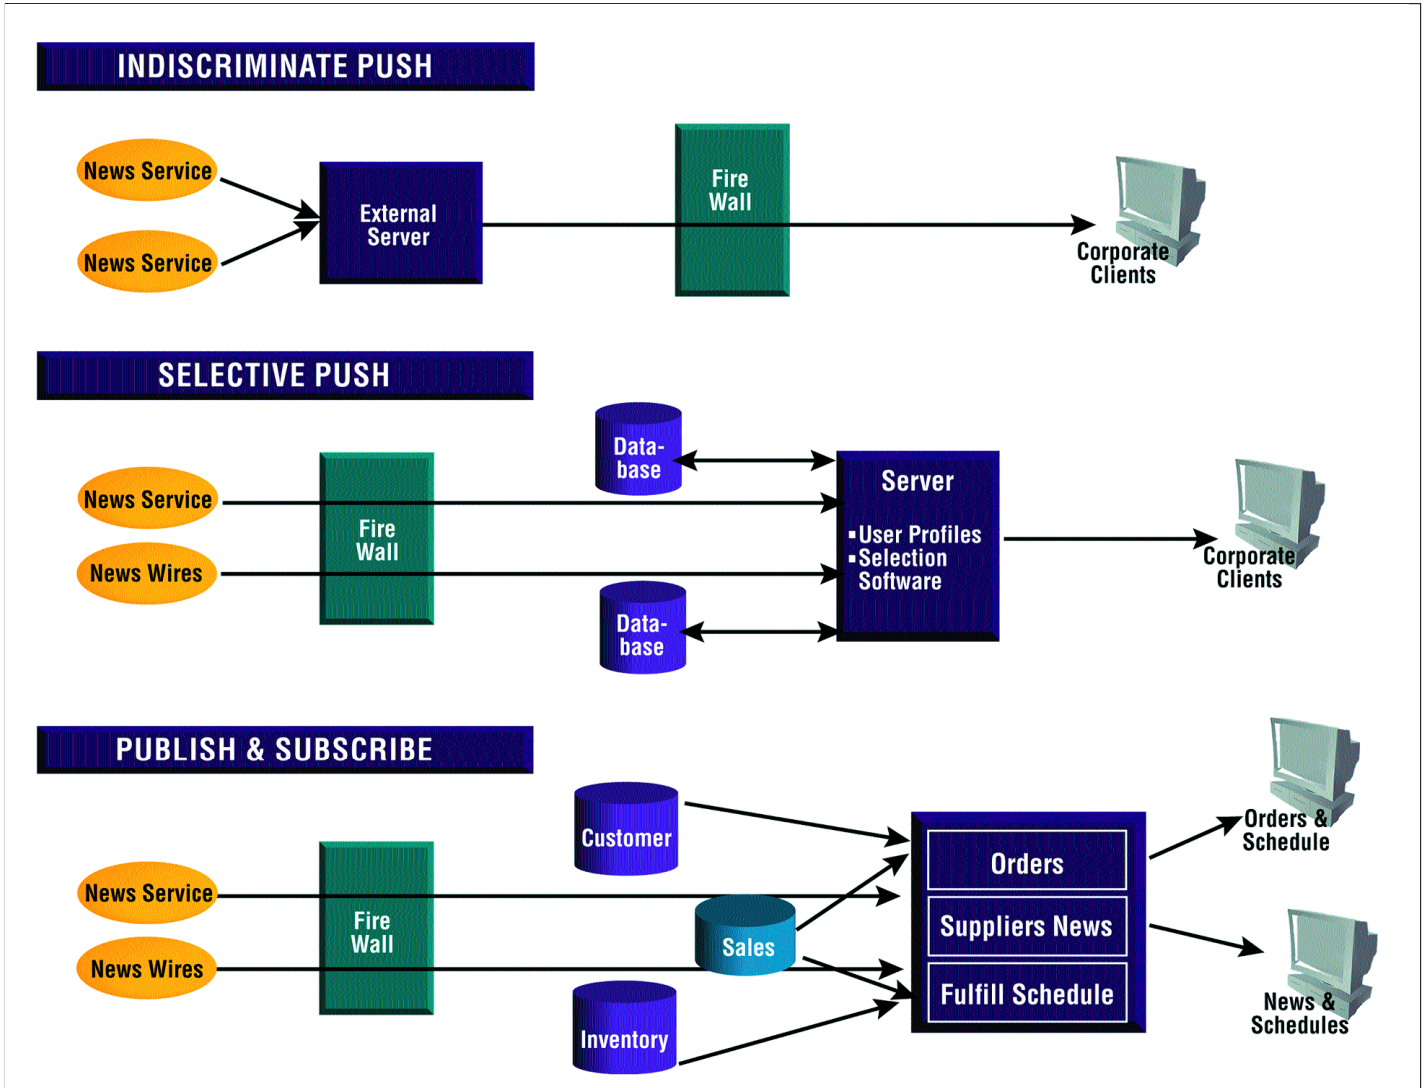 INDISCRIMINATE PUSH
News Service
News Service
External
Server
Fire
Wall
Corporate
Clients
SELECTIVE PUSH
News Service
News Wires
Fire
Wall
Data-
base
Data-
base
Server
▪User Profiles
▪Selection
Software
Corporate
Clients
PUBLISH & SUBSCRIBE
News Service
News Wires
Fire
Wall
Customer
Sales
Inventory
Orders
Suppliers News
Fulfill Schedule
Orders &
Schedule
News &
Schedules